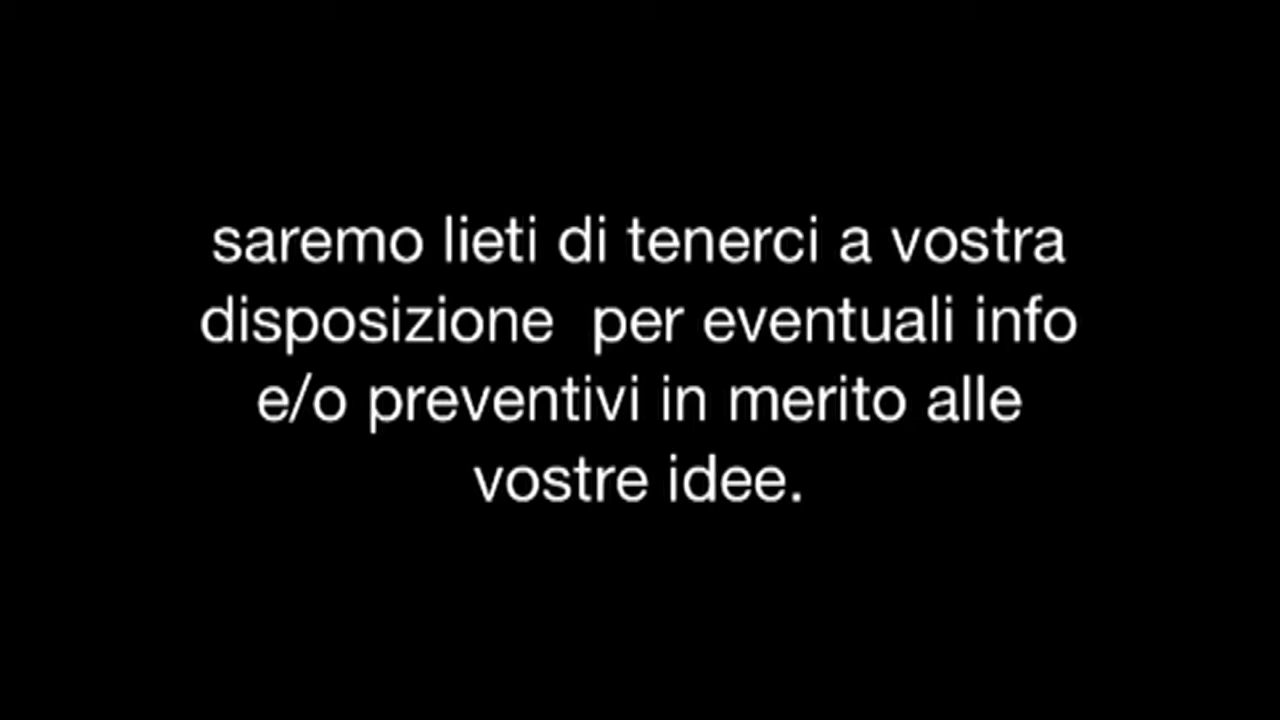 saremo lieti di tenerci a vostra
disposizione  per eventuali info
e/o preventivi in merito alle
vostre idee.